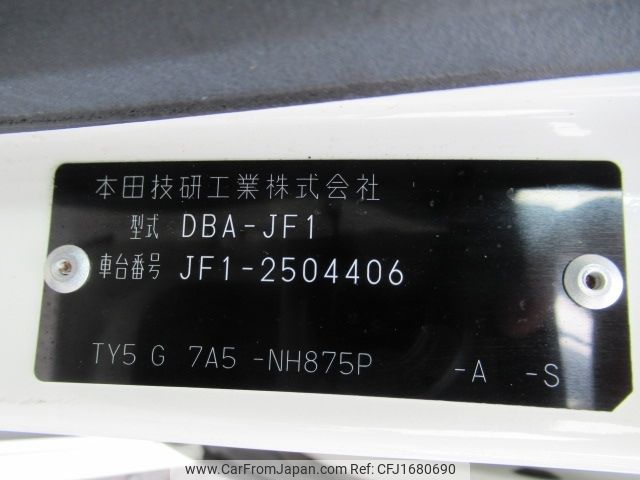 本田技研工業株式会社
型式 DBA-JF1
車台番号 JF1-2504406
TY5 G 7A5 -NH875P -A -S
www.CarFromJapan.com | CFJ1680690